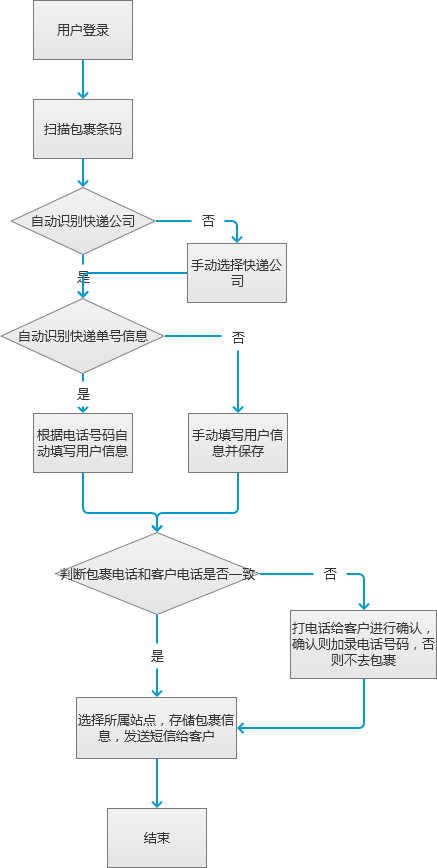 用户登录
扫描包裹条码
自动识别快递公司
否
手动选择快递公
司
是
自动识别快递单号信息
否
是
根据电话号码自
动填写用户信息
手动填写用户信
息并保存
判断包裹电话和客户电话是否一致
否
打电话给客户进行确认，
确认则加录电话号码，否
则不去包裹
是
选择所属站点，存储包裹信
息，发送短信给客户
结束